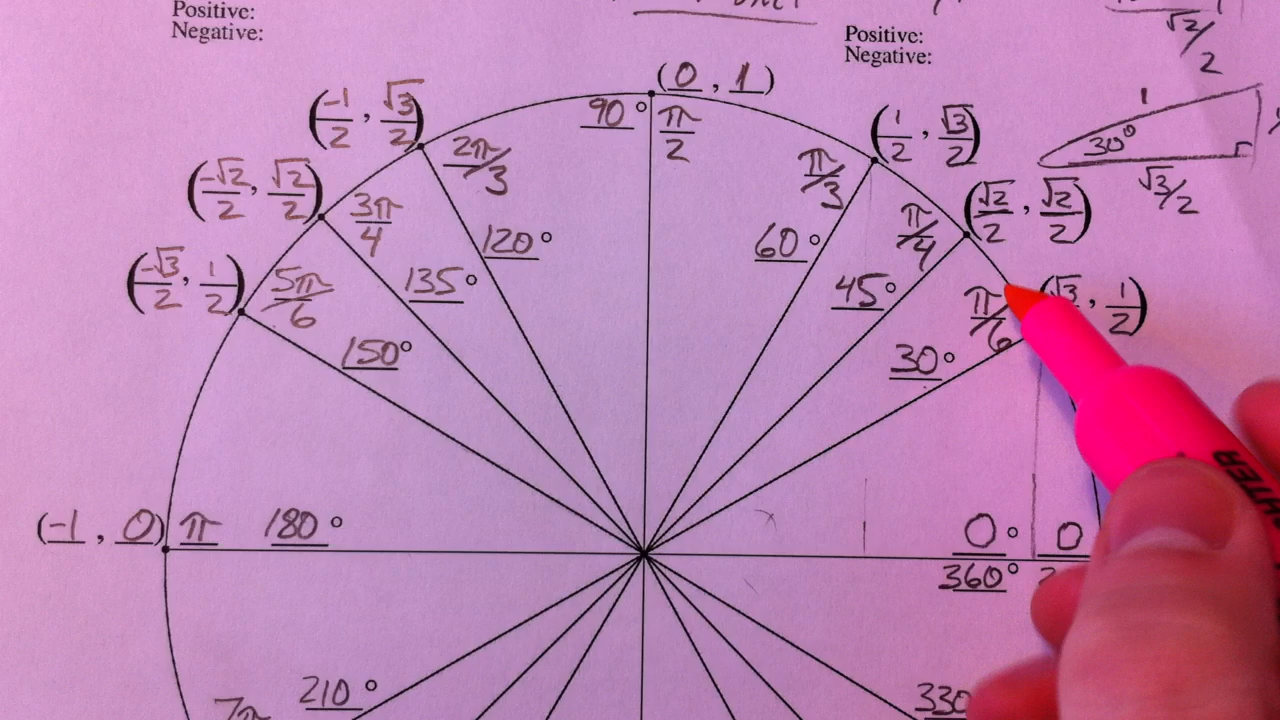 Positive:
Negative:
Positive:
Negative:
√2/2
(0, 1)
90°
π/2
(-1/2, √3/2)
2π/3
120°
(-√2/2, √2/2)
3π/4
135°
(-√3/2, 1/2)
5π/6
150°
(-1, 0)
π
180°
(1/2, √3/2)
π/3
60°
(√2/2, √2/2)
π/4
45°
(√3, 1/2)
π/6
30°
1
30°
√3/2
0°
0
360°
210°
7π
330